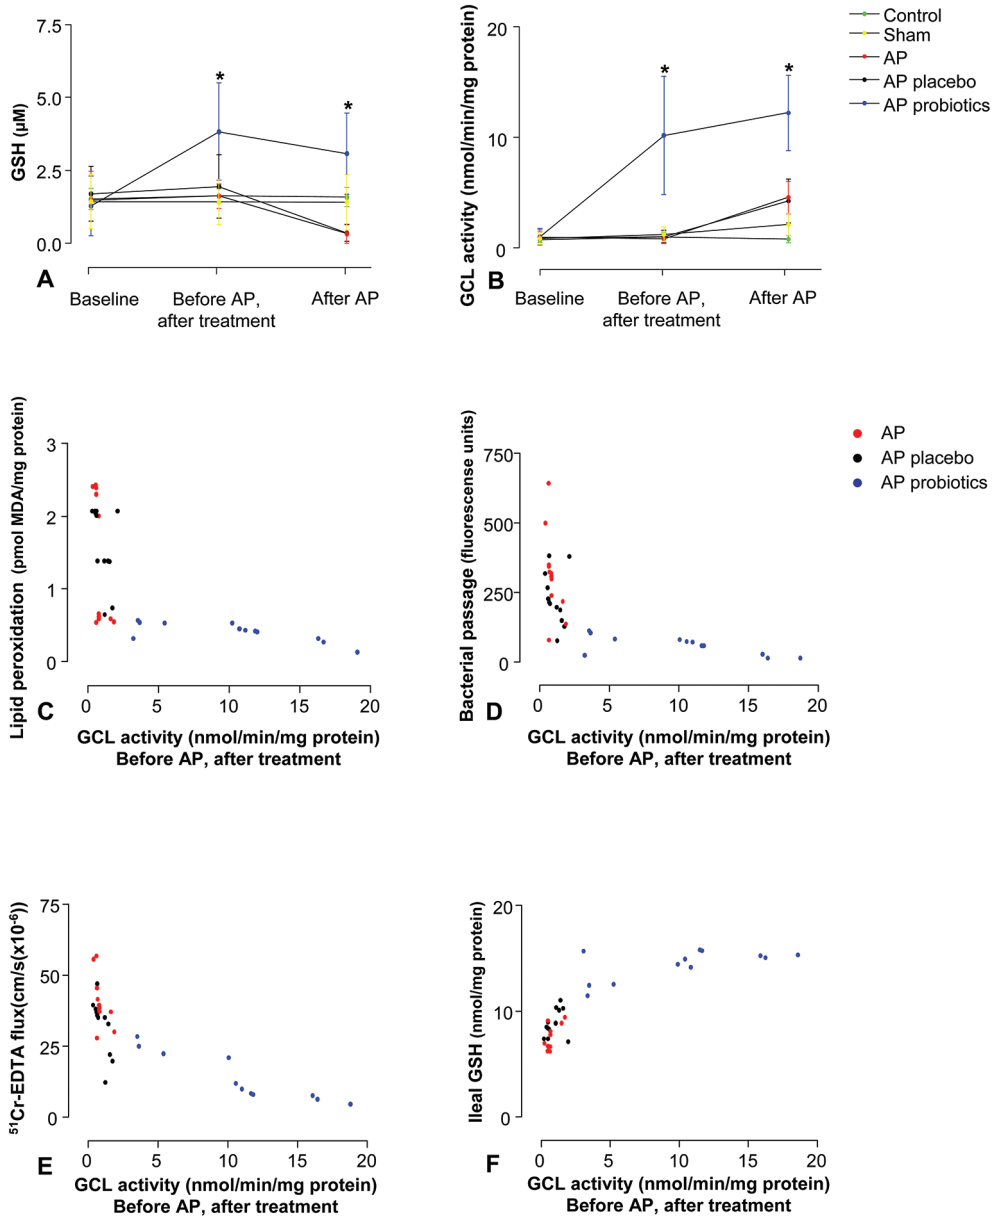 GSH (µM)
7.5
5.0
2.5
0.0
*
*
A
Baseline
Before AP,
after treatment
After AP
GCL activity (nmol/min/mg protein)
20
10
0
*
*
B
Baseline
Before AP,
after treatment
After AP
Control
Sham
AP
AP placebo
AP probiotics
Lipid peroxidation (pmol MDA/mg protein)
3
2
1
0
0 5 10 15 20
C
GCL activity (nmol/min/mg protein)
Before AP, after treatment
Bacterial passage (fluorescense units)
750
500
250
0
0 5 10 15 20
D
GCL activity (nmol/min/mg protein)
Before AP, after treatment
AP
AP placebo
AP probiotics
⁵¹Cr-EDTA flux(cm/s(x10⁻⁶))
75
50
25
0
0 5 10 15 20
E
GCL activity (nmol/min/mg protein)
Before AP, after treatment
Ileal GSH (nmol/mg protein)
20
10
0
0 5 10 15 20
F
GCL activity (nmol/min/mg protein)
Before AP, after treatment